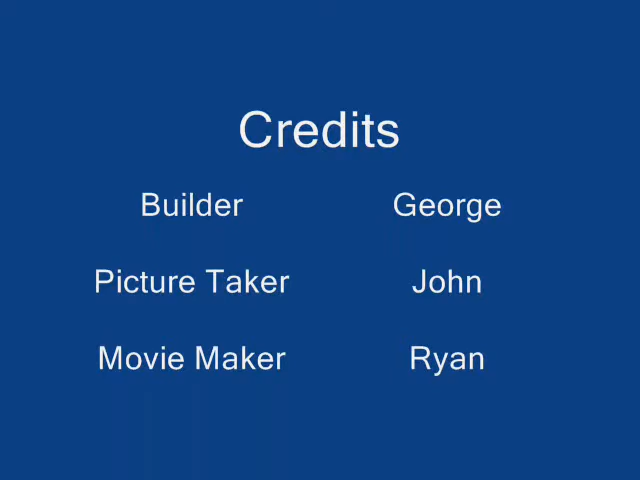 Credits
Builder George
Picture Taker John
Movie Maker Ryan